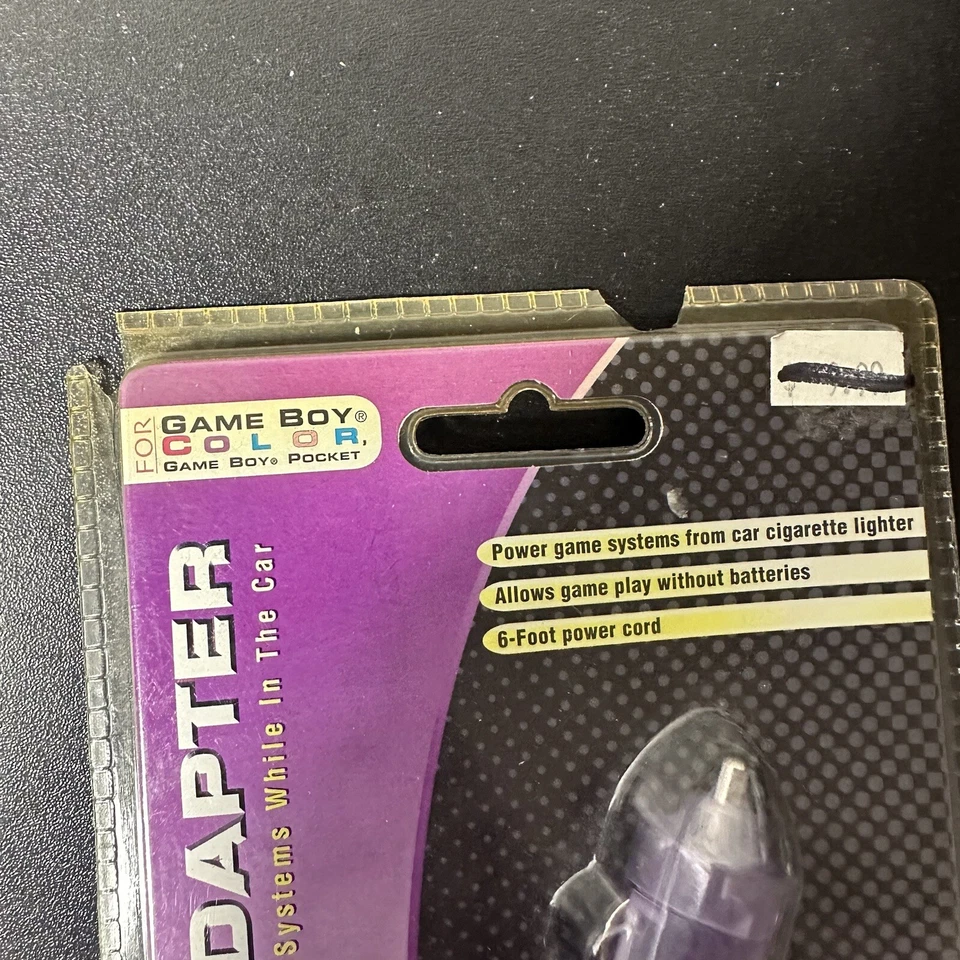 FOR
GAME BOY®
COLOR,
GAME BOY® POCKET
Power game systems from car cigarette lighter
Allows game play without batteries
6-Foot power cord
DAPTER
Systems While In The Car